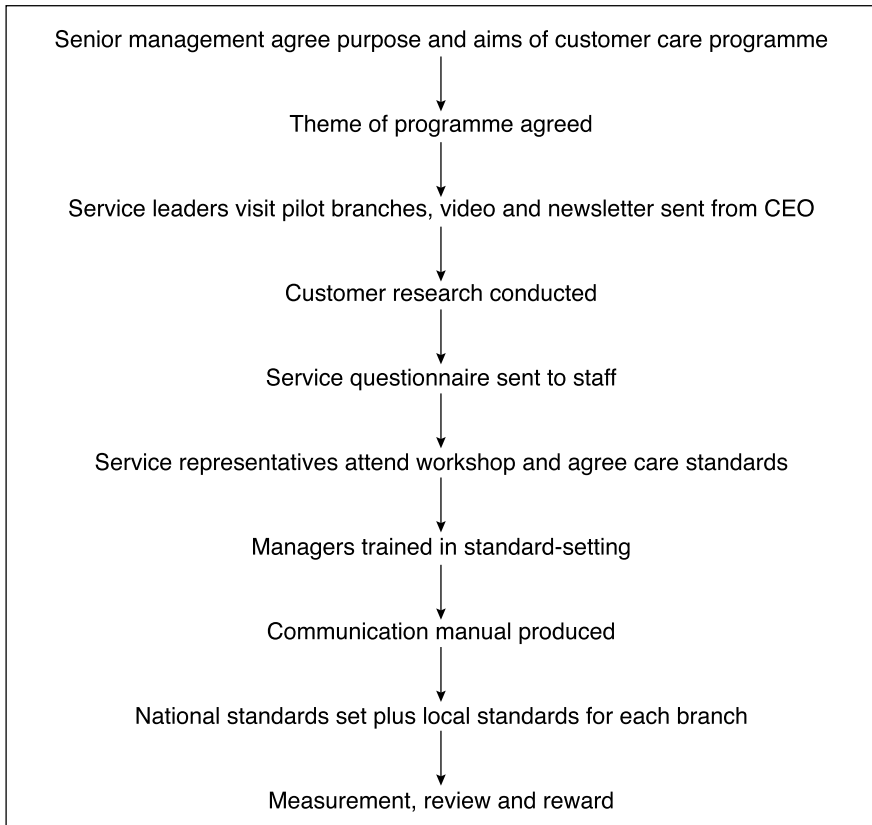 Senior management agree purpose and aims of customer care programme
Theme of programme agreed
Service leaders visit pilot branches, video and newsletter sent from CEO
Customer research conducted
Service questionnaire sent to staff
Service representatives attend workshop and agree care standards
Managers trained in standard-setting
Communication manual produced
National standards set plus local standards for each branch
Measurement, review and reward